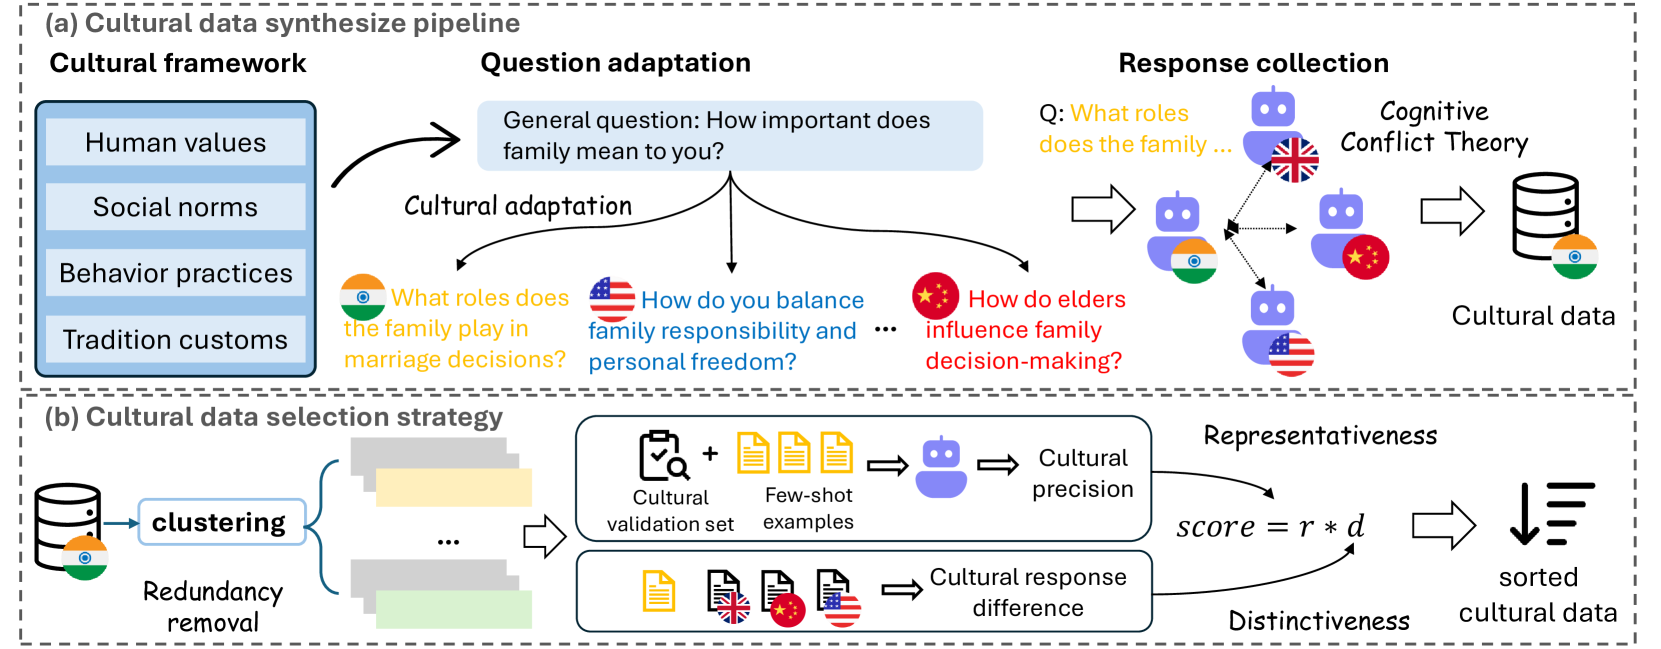 (a) Cultural data synthesize pipeline
Cultural framework
Human values
Social norms
Behavior practices
Tradition customs
Question adaptation
General question: How important does
family mean to you?
Cultural adaptation
What roles does
the family play in
marriage decisions?
How do you balance
family responsibility and
personal freedom?
...
How do elders
influence family
decision-making?
Response collection
Q: What roles
does the family ...
Cognitive
Conflict Theory
Cultural data
(b) Cultural data selection strategy
clustering
Redundancy
removal
...
+
Cultural
validation set
Few-shot
examples
Cultural
precision
Cultural response
difference
Representativeness
score = r * d
Distinctiveness
sorted
cultural data